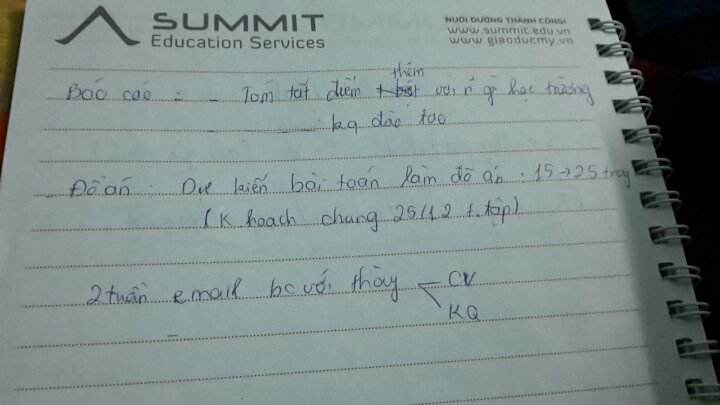 SUMMIT
Education Services
NUÔI DƯỠNG THÀNH CÔNG!
www.summit.edu.vn
www.giaoducmy.vn
thêm
Báo cáo : - Tóm tắt điểm với n gì học trường
đào tạo
Đồ án : Dự kiến bài toán làm đồ án : 15 → 25 trang
(K hoạch chung 25/12 t.tập)
2 tuần email bc với thầy CV
KQ
-